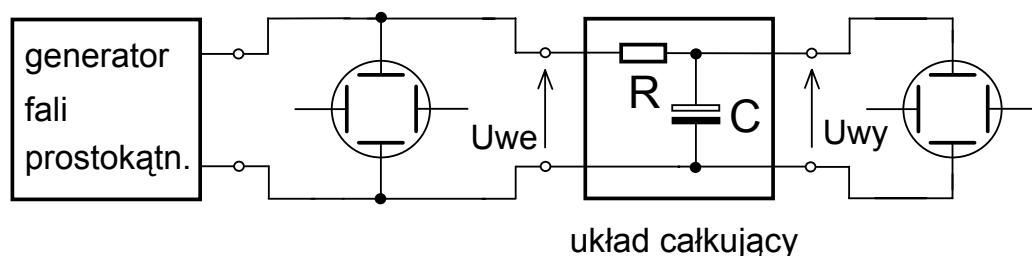 generator
fali
prostokątn.
Uwe
R
C
Uwy
układ całkujący